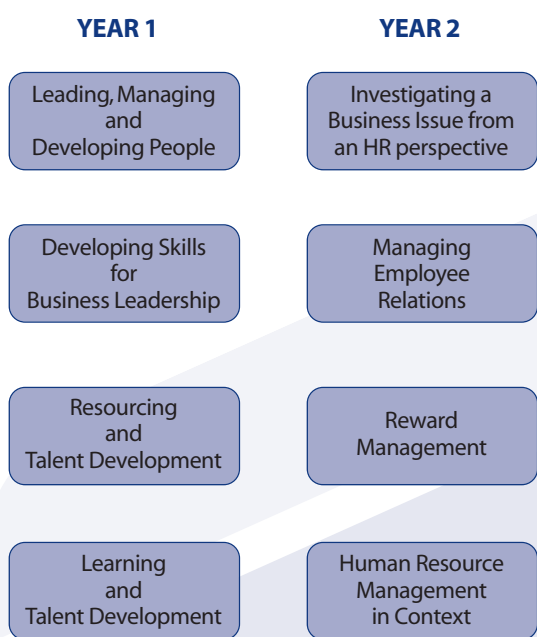 YEAR 1
Leading, Managing
and
Developing People
Developing Skills
for
Business Leadership
Resourcing
and
Talent Development
Learning
and
Talent Development
YEAR 2
Investigating a
Business Issue from
an HR perspective
Managing
Employee
Relations
Reward
Management
Human Resource
Management
in Context